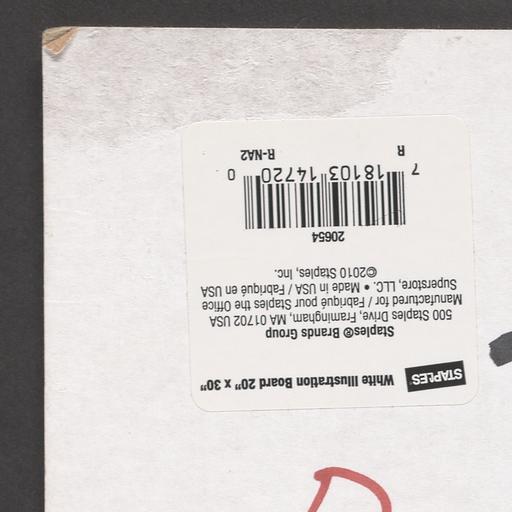 STAPLES White Illustration Board 20" x 30"
Staples® Brands Group
500 Staples Drive, Framingham, MA 01702 USA
Manufactured for / Fabriqué pour Staples the Office
Superstore, LLC. • Made in USA / Fabriqué en USA
©2010 Staples, Inc.
20654
7 18103 14720 0
R R-NA2